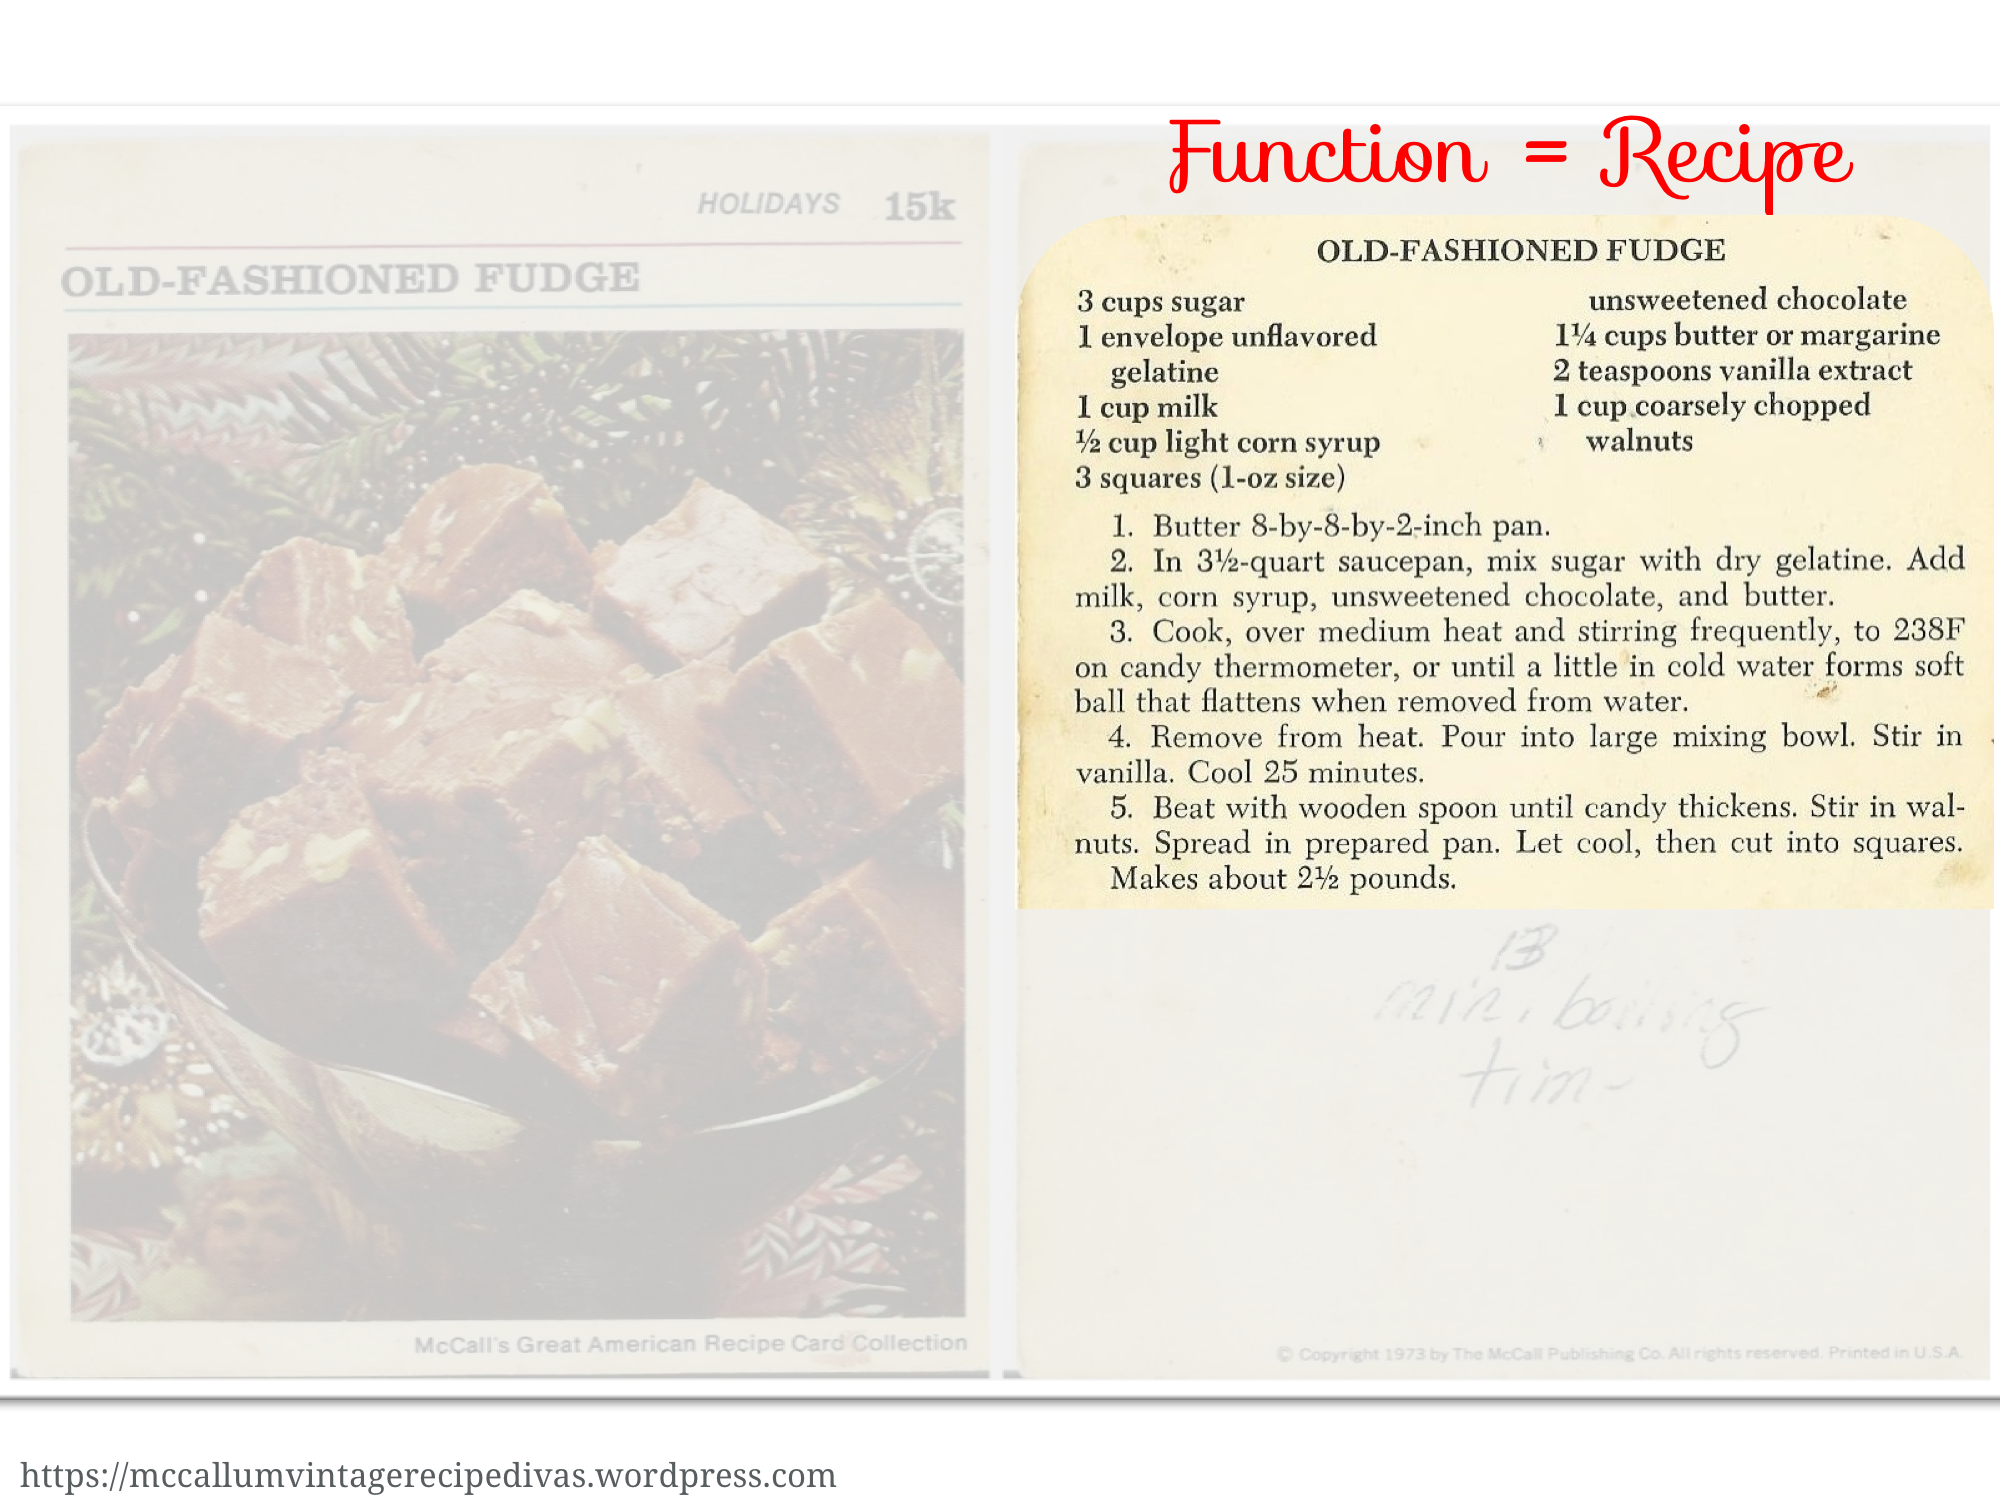 Function = Recipe
HOLIDAYS 15k
OLD-FASHIONED FUDGE
McCall's Great American Recipe Card Collection
OLD-FASHIONED FUDGE
3 cups sugar
1 envelope unflavored
gelatine
1 cup milk
½ cup light corn syrup
3 squares (1-oz size)
unsweetened chocolate
1¼ cups butter or margarine
2 teaspoons vanilla extract
1 cup coarsely chopped
walnuts
1. Butter 8-by-8-by-2-inch pan.
2. In 3½-quart saucepan, mix sugar with dry gelatine. Add
milk, corn syrup, unsweetened chocolate, and butter.
3. Cook, over medium heat and stirring frequently, to 238F
on candy thermometer, or until a little in cold water forms soft
ball that flattens when removed from water.
4. Remove from heat. Pour into large mixing bowl. Stir in
vanilla. Cool 25 minutes.
5. Beat with wooden spoon until candy thickens. Stir in wal-
nuts. Spread in prepared pan. Let cool, then cut into squares.
Makes about 2½ pounds.
min. boiling
© Copyright 1973 by The McCall Publishing Co. All rights reserved. Printed in U.S.A.
https://mccallumvintagerecipedivas.wordpress.com